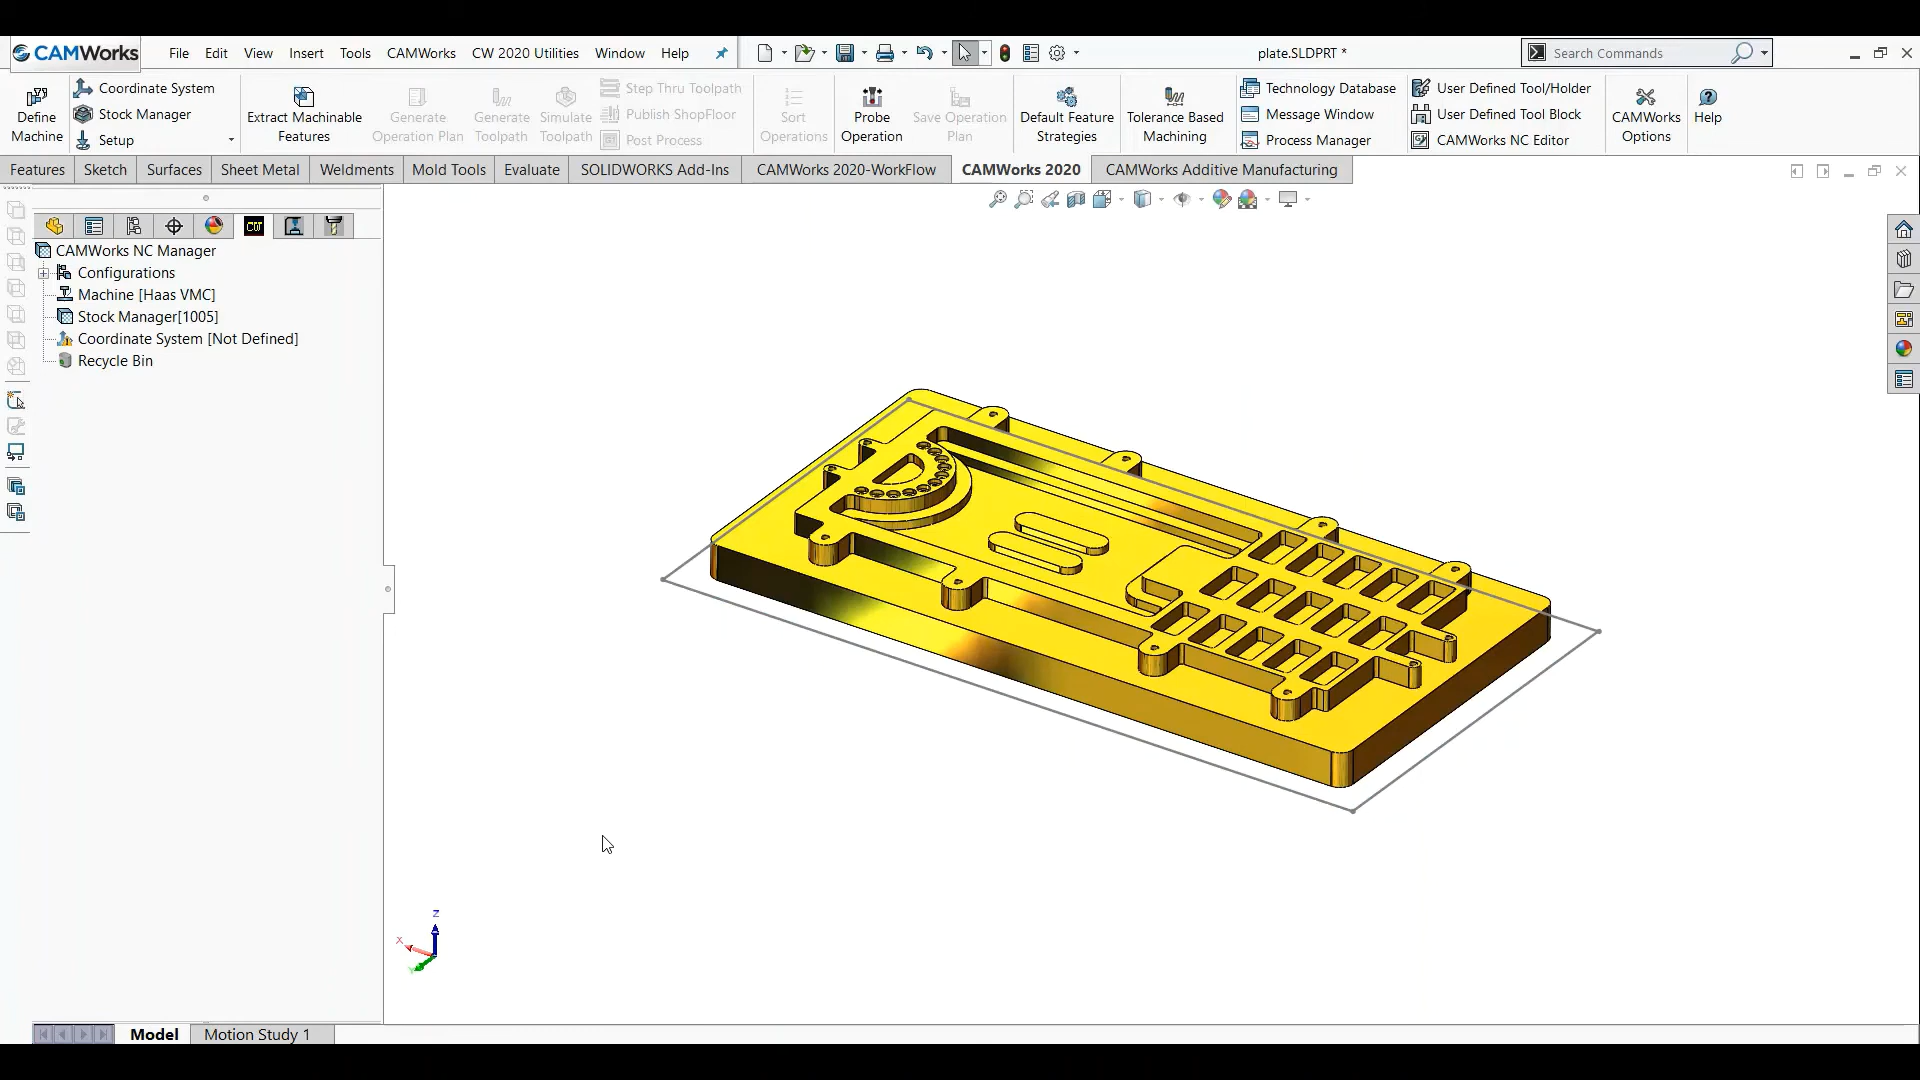 CAMWorks File Edit View Insert Tools CAMWorks CW 2020 Utilities Window Help plate.SLDPRT * Search Commands
Define Machine
Coordinate System
Stock Manager
Setup
Extract Machinable Features
Generate Operation Plan
Generate Toolpath
Simulate Toolpath
Step Thru Toolpath
Publish ShopFloor
Post Process
Sort Operations
Probe Operation
Save Operation Plan
Default Feature Strategies
Tolerance Based Machining
Technology Database
Message Window
Process Manager
User Defined Tool/Holder
User Defined Tool Block
CAMWorks NC Editor
CAMWorks Options
Help
Features Sketch Surfaces Sheet Metal Weldments Mold Tools Evaluate SOLIDWORKS Add-Ins CAMWorks 2020-WorkFlow CAMWorks 2020 CAMWorks Additive Manufacturing
CAMWorks NC Manager
Configurations
Machine [Haas VMC]
Stock Manager[1005]
Coordinate System [Not Defined]
Recycle Bin
Z
X
Y
Model Motion Study 1